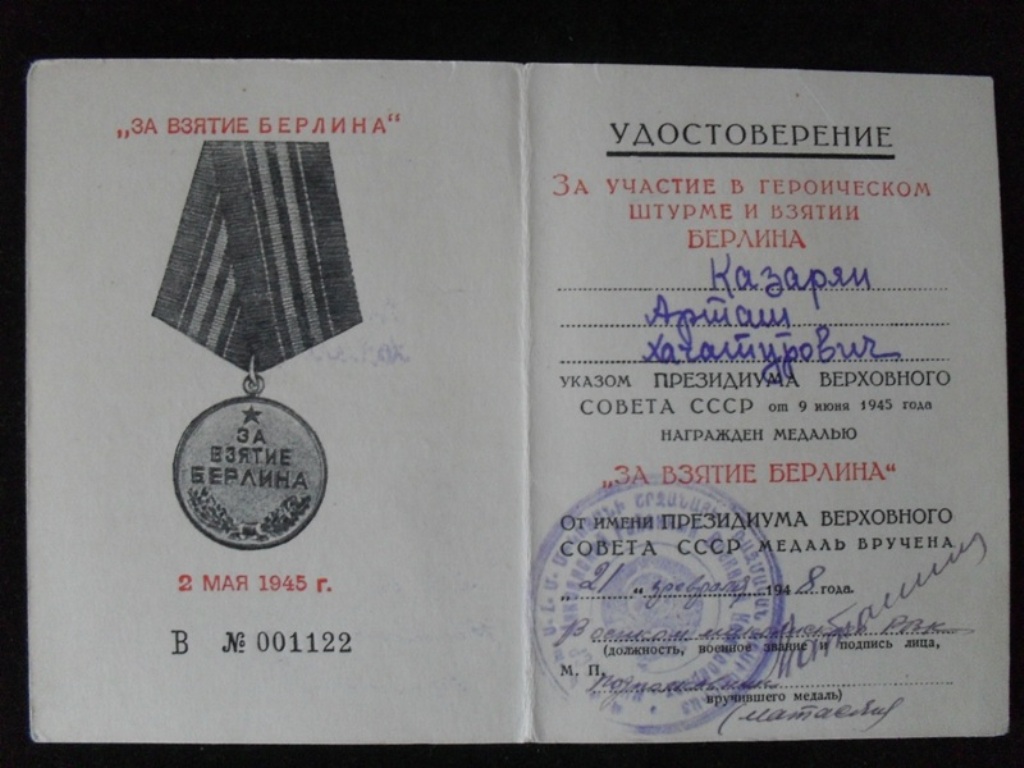 „ЗА ВЗЯТИЕ БЕРЛИНА“
ЗА
ВЗЯТИЕ
БЕРЛИНА
2 МАЯ 1945 г.
В № 001122
УДОСТОВЕРЕНИЕ
ЗА УЧАСТИЕ В ГЕРОИЧЕСКОМ
ШТУРМЕ И ВЗЯТИИ
БЕРЛИНА
Казарян
Арташ
Хачатурович
УКАЗОМ ПРЕЗИДИУМА ВЕРХОВНОГО
СОВЕТА СССР от 9 июня 1945 года
НАГРАЖДЕН МЕДАЛЬЮ
„ЗА ВЗЯТИЕ БЕРЛИНА“
ОТ ИМЕНИ ПРЕЗИДИУМА ВЕРХОВНОГО
СОВЕТА СССР МЕДАЛЬ ВРУЧЕНА
„21“ февраля 1948 года.
(должность, военное звание и подпись лица,
М. П.
подполковник
вручившего медаль)